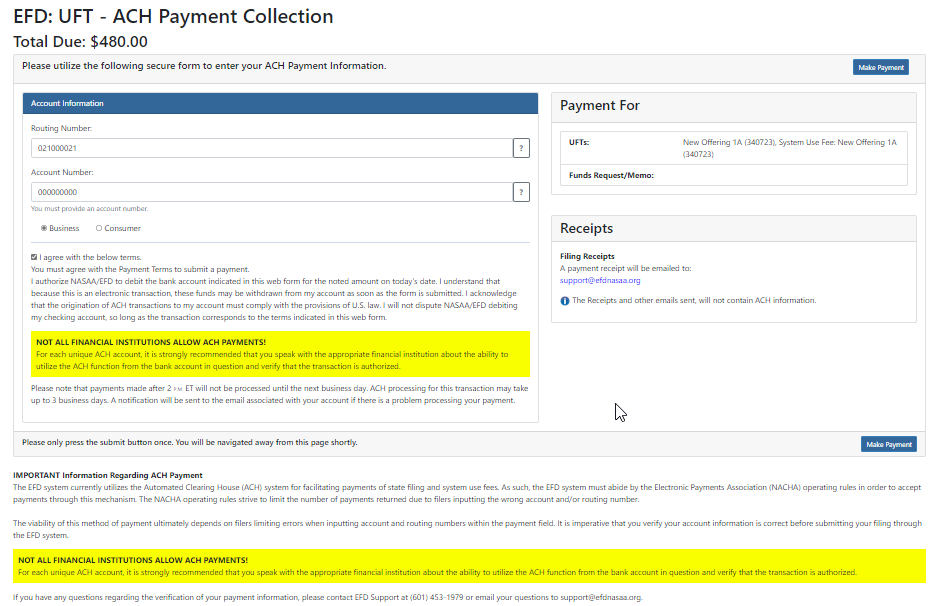 EFD: UFT - ACH Payment Collection
Total Due: $480.00
Please utilize the following secure form to enter your ACH Payment Information.
Make Payment
Account Information
Routing Number:
021000021
?
Account Number:
000000000
?
You must provide an account number.
Business
Consumer
I agree with the below terms.
You must agree with the Payment Terms to submit a payment.
I authorize NASAA/EFD to debit the bank account indicated in this web form for the noted amount on today's date. I understand that
because this is an electronic transaction, these funds may be withdrawn from my account as soon as the form is submitted. I acknowledge
that the origination of ACH transactions to my account must comply with the provisions of U.S. law. I will not dispute NASAA/EFD debiting
my checking account, so long as the transaction corresponds to the terms indicated in this web form.
NOT ALL FINANCIAL INSTITUTIONS ALLOW ACH PAYMENTS!
For each unique ACH account, it is strongly recommended that you speak with the appropriate financial institution about the ability to
utilize the ACH function from the bank account in question and verify that the transaction is authorized.
Please note that payments made after 2 P.M. ET will not be processed until the next business day. ACH processing for this transaction may take
up to 3 business days. A notification will be sent to the email associated with your account if there is a problem processing your payment.
Payment For
UFTs:
New Offering 1A (340723), System Use Fee: New Offering 1A
(340723)
Funds Request/Memo:
Receipts
Filing Receipts
A payment receipt will be emailed to:
support@efdnasaa.org
The Receipts and other emails sent, will not contain ACH information.
Please only press the submit button once. You will be navigated away from this page shortly.
Make Payment
IMPORTANT Information Regarding ACH Payment
The EFD system currently utilizes the Automated Clearing House (ACH) system for facilitating payments of state filing and system use fees. As such, the EFD system must abide by the Electronic Payments Association (NACHA) operating rules in order to accept
payments through this mechanism. The NACHA operating rules strive to limit the number of payments returned due to filers inputting the wrong account and/or routing number.
The viability of this method of payment ultimately depends on filers limiting errors when inputting account and routing numbers within the payment field. It is imperative that you verify your account information is correct before submitting your filing through
the EFD system.
NOT ALL FINANCIAL INSTITUTIONS ALLOW ACH PAYMENTS!
For each unique ACH account, it is strongly recommended that you speak with the appropriate financial institution about the ability to utilize the ACH function from the bank account in question and verify that the transaction is authorized.
If you have any questions regarding the verification of your payment information, please contact EFD Support at (601) 453-1979 or email your questions to support@efdnasaa.org.